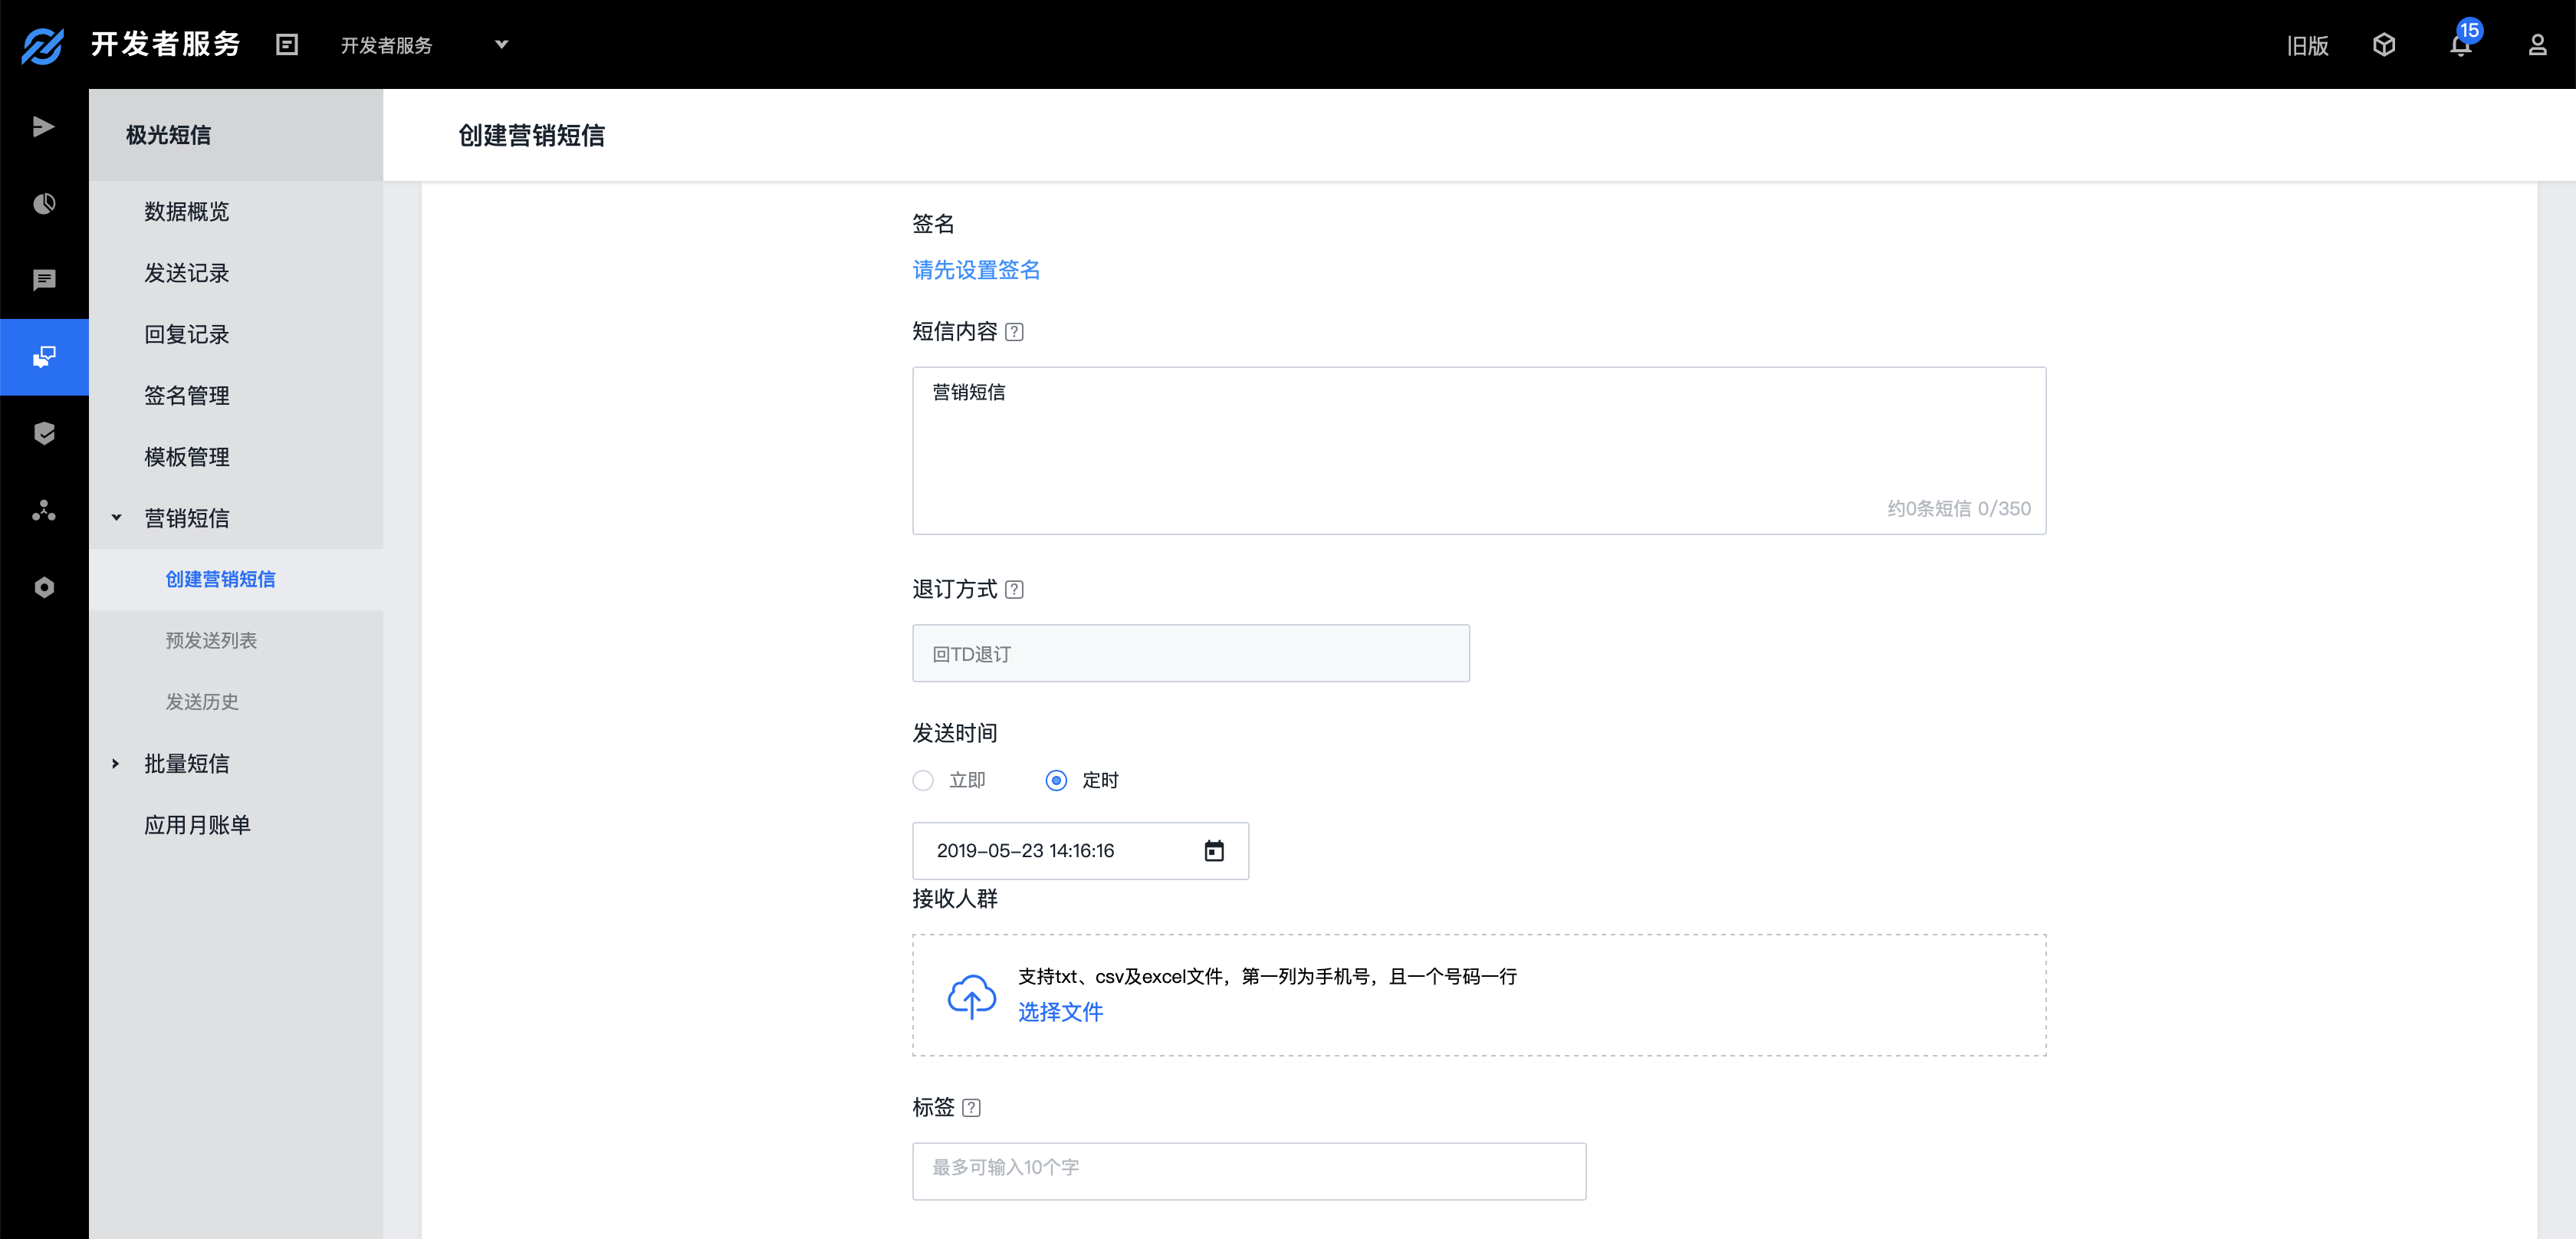 开发者服务
开发者服务
旧版
15
极光短信
数据概览
发送记录
回复记录
签名管理
模板管理
营销短信
创建营销短信
预发送列表
发送历史
批量短信
应用月账单
创建营销短信
签名
请先设置签名
短信内容 ?
营销短信
约0条短信 0/350
退订方式 ?
回TD退订
发送时间
立即
定时
2019-05-23 14:16:16
接收人群
支持txt、csv及excel文件，第一列为手机号，且一个号码一行
选择文件
标签 ?
最多可输入10个字